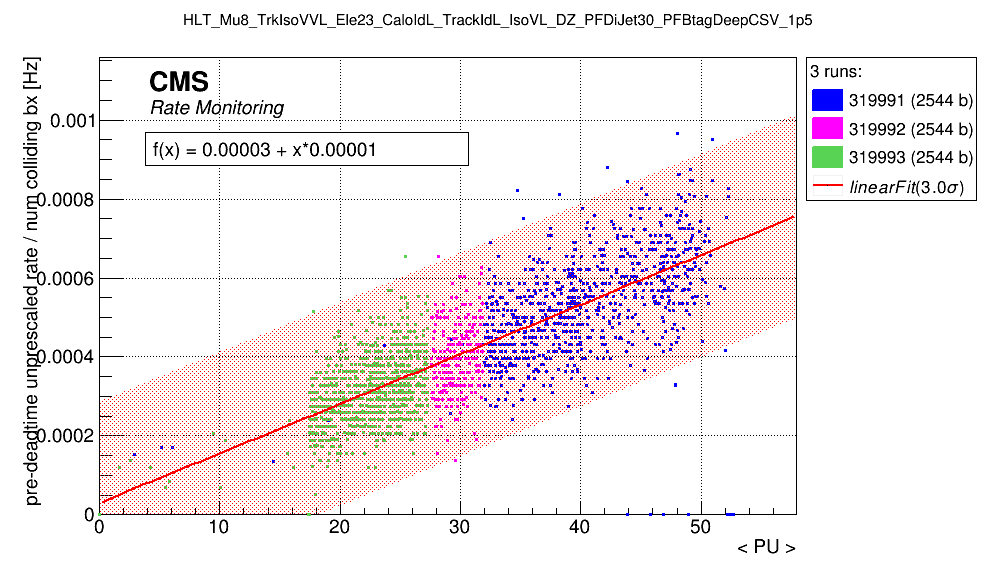 HLT_Mu8_TrkIsoVVL_Ele23_CaloIdL_TrackIdL_IsoVL_DZ_PFDiJet30_PFBtagDeepCSV_1p5
pre-deadtime unprescaled rate / num colliding bx [Hz]
CMS
Rate Monitoring
f(x) = 0.00003 + x*0.00001
0.001
0.0008
0.0006
0.0004
0.0002
0
0 10 20 30 40 50
< PU >
3 runs:
319991 (2544 b)
319992 (2544 b)
319993 (2544 b)
linearFit(3.0σ)